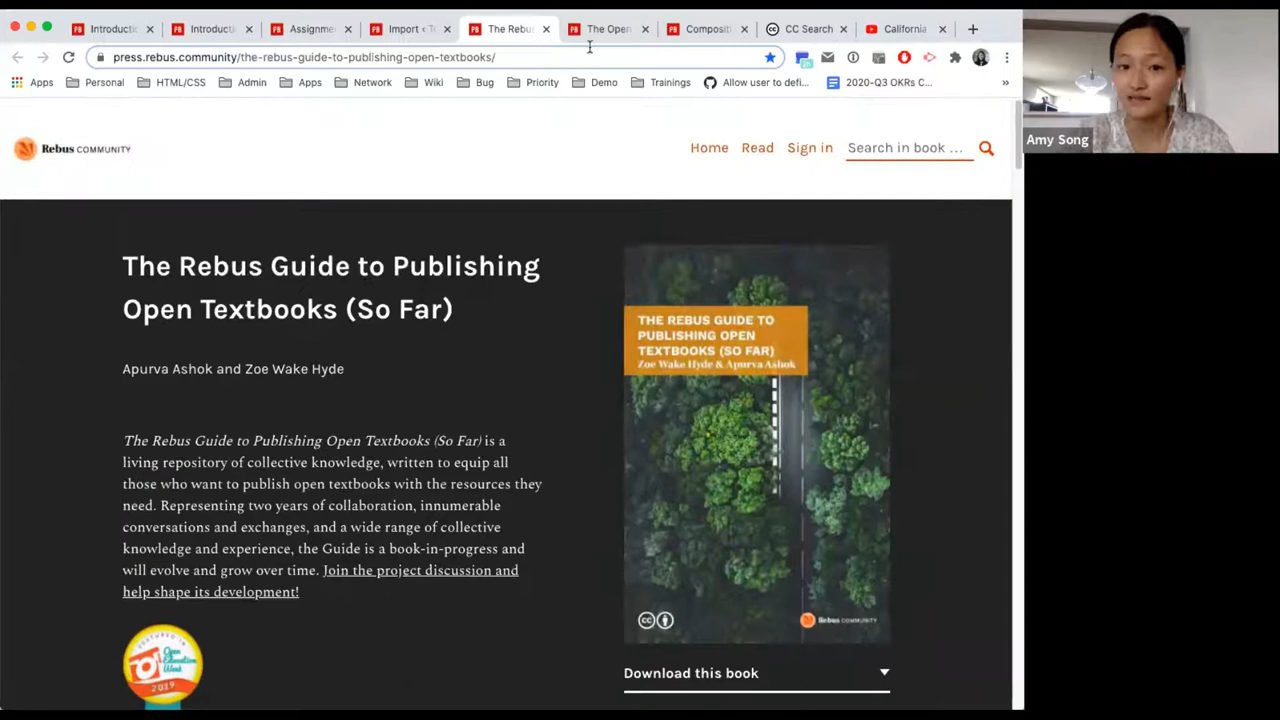 Introductic
Introductic
Assignme
Import ‹ T
The Rebus
The Open
Compositi
CC Search
California
press.rebus.community/the-rebus-guide-to-publishing-open-textbooks/
Apps
Personal
HTML/CSS
Admin
Apps
Network
Wiki
Bug
Priority
Demo
Trainings
Allow user to defi...
2020-Q3 OKRs C...
»
Amy Song
Rebus COMMUNITY
Home
Read
Sign in
Search in book ...
The Rebus Guide to Publishing
Open Textbooks (So Far)
Apurva Ashok and Zoe Wake Hyde
The Rebus Guide to Publishing Open Textbooks (So Far) is a
living repository of collective knowledge, written to equip all
those who want to publish open textbooks with the resources they
need. Representing two years of collaboration, innumerable
conversations and exchanges, and a wide range of collective
knowledge and experience, the Guide is a book-in-progress and
will evolve and grow over time. Join the project discussion and
help shape its development!
THE REBUS GUIDE TO
PUBLISHING OPEN
TEXTBOOKS (SO FAR)
Zoe Wake Hyde & Apurva Ashok
Rebus COMMUNITY
Open
Education
Week
2019
Download this book